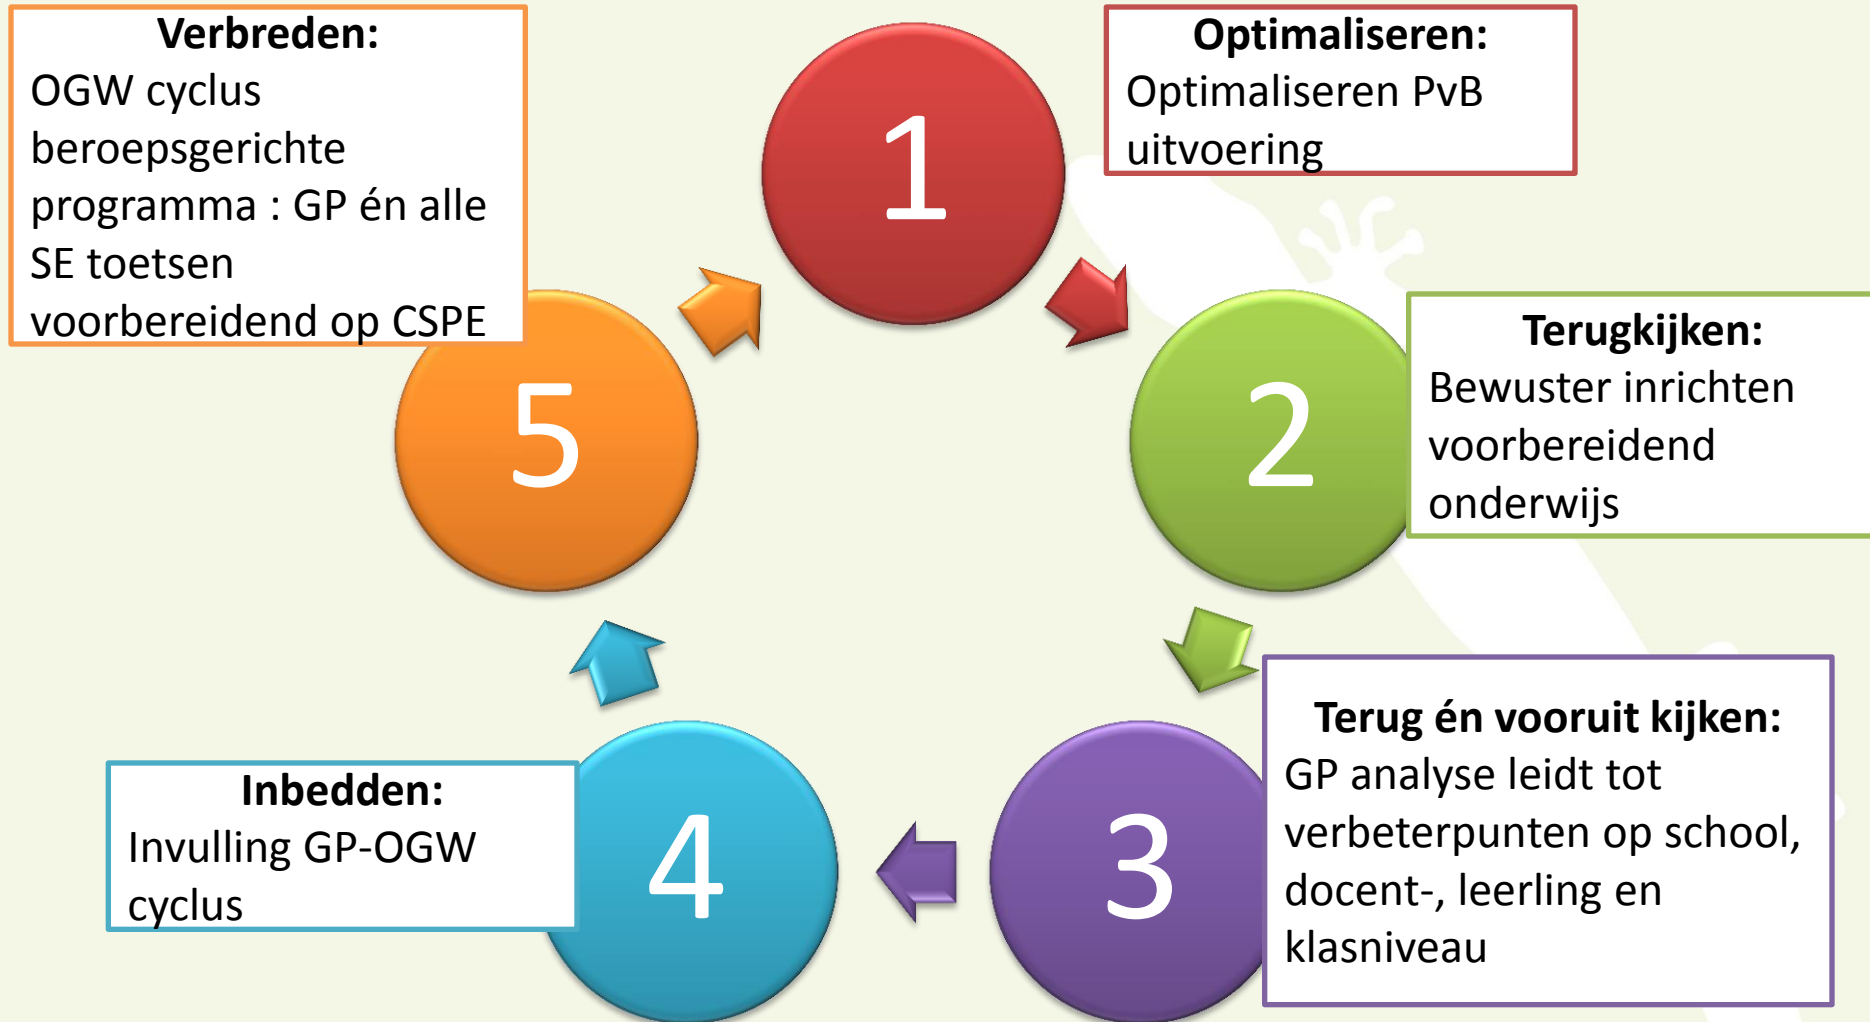 1
Optimaliseren:
Optimaliseren PvB
uitvoering
2
Terugkijken:
Bewuster inrichten
voorbereidend
onderwijs
3
Terug én vooruit kijken:
GP analyse leidt tot
verbeterpunten op school,
docent-, leerling en
klasniveau
4
Inbedden:
Invulling GP-OGW
cyclus
5
Verbreden:
OGW cyclus
beroepsgerichte
programma : GP én alle
SE toetsen
voorbereidend op CSPE